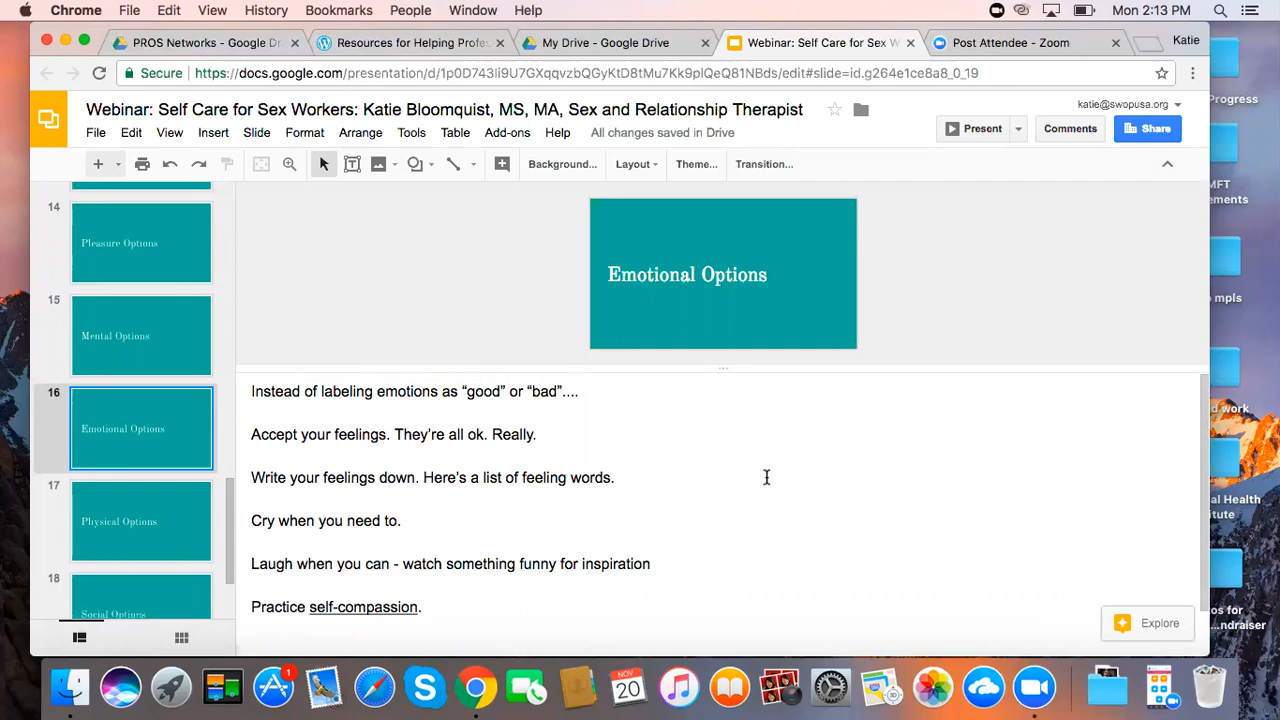 Chrome File Edit View History Bookmarks People Window Help Mon 2:13 PM
PROS Networks - Google Dr
Resources for Helping Profes
My Drive - Google Drive
Webinar: Self Care for Sex W
Post Attendee - Zoom
Katie
Secure https://docs.google.com/presentation/d/1p0D743li9U7GXqqvzbQGyKtD8tMu7Kk9plQeQ81NBds/edit#slide=id.g264e1ce8a8_0_19
Webinar: Self Care for Sex Workers: Katie Bloomquist, MS, MA, Sex and Relationship Therapist
katie@swopusa.org
File Edit View Insert Format Slide Arrange Tools Table Add-ons Help All changes saved in Drive
Present
Comments
Share
Background... Layout Theme... Transition...
14
Pleasure Options
15
Mental Options
16
Emotional Options
17
Physical Options
18
Social Options
Emotional Options
Instead of labeling emotions as “good” or “bad”....
Accept your feelings. They’re all ok. Really.
Write your feelings down. Here’s a list of feeling words.
Cry when you need to.
Laugh when you can - watch something funny for inspiration
Practice self-compassion.
Explore
Progress
MFT
ements
mpls
d work
al Health
itute
os for
...ndraiser
1
NOV
20
30